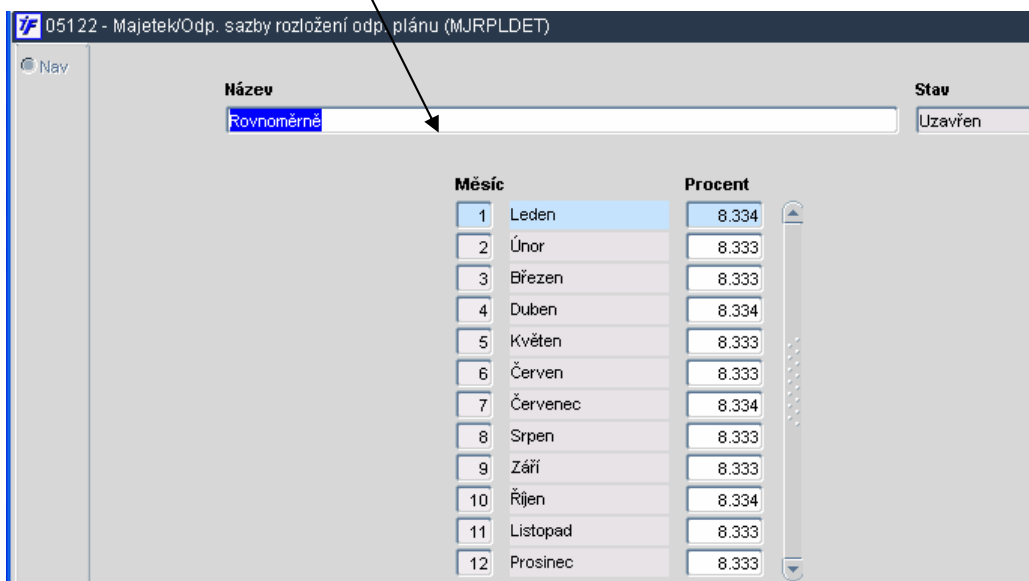 iF 05122 - Majetek/Odp. sazby rozložení odp. plánu (MJRPLDET)
Nav
Název Stav
Rovnoměrně Uzavřen
Měsíc Procent
1 Leden 8.334
2 Únor 8.333
3 Březen 8.333
4 Duben 8.334
5 Květen 8.333
6 Červen 8.333
7 Červenec 8.334
8 Srpen 8.333
9 Září 8.333
10 Říjen 8.334
11 Listopad 8.333
12 Prosinec 8.333